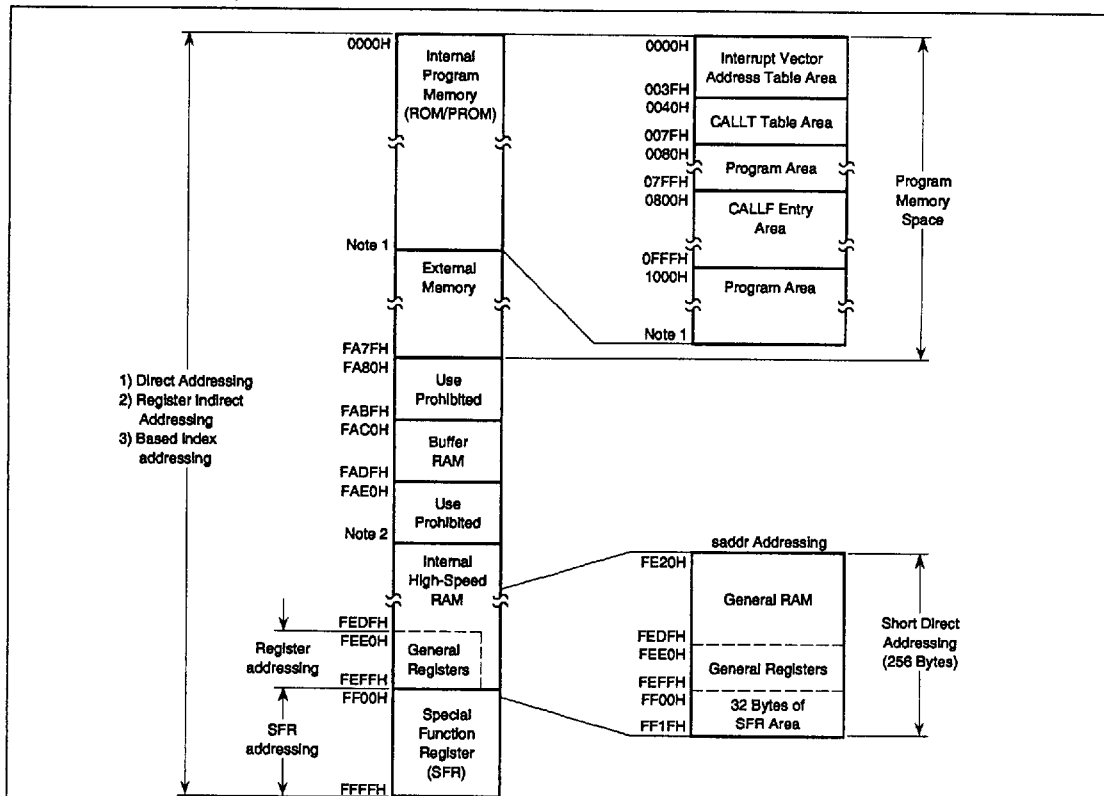 0000H
Internal
Program
Memory
(ROM/PROM)
Note 1
External
Memory
FA7FH
FA80H
Use
Prohibited
FABFH
FAC0H
Buffer
RAM
FADFH
FAE0H
Use
Prohibited
Note 2
Internal
High-Speed
RAM
FEDFH
FEE0H
General
Registers
FEFFH
FF00H
Special
Function
Register
(SFR)
FFFFH
1) Direct Addressing
2) Register Indirect
Addressing
3) Based Index
addressing
Register
addressing
SFR
addressing
0000H
Interrupt Vector
Address Table Area
003FH
0040H
CALLT Table Area
007FH
0080H
Program Area
07FFH
0800H
CALLF Entry
Area
0FFFH
1000H
Program Area
Note 1
Program
Memory
Space
saddr Addressing
FE20H
General RAM
FEDFH
FEE0H
General Registers
FEFFH
FF00H
32 Bytes of
SFR Area
FF1FH
Short Direct
Addressing
(256 Bytes)